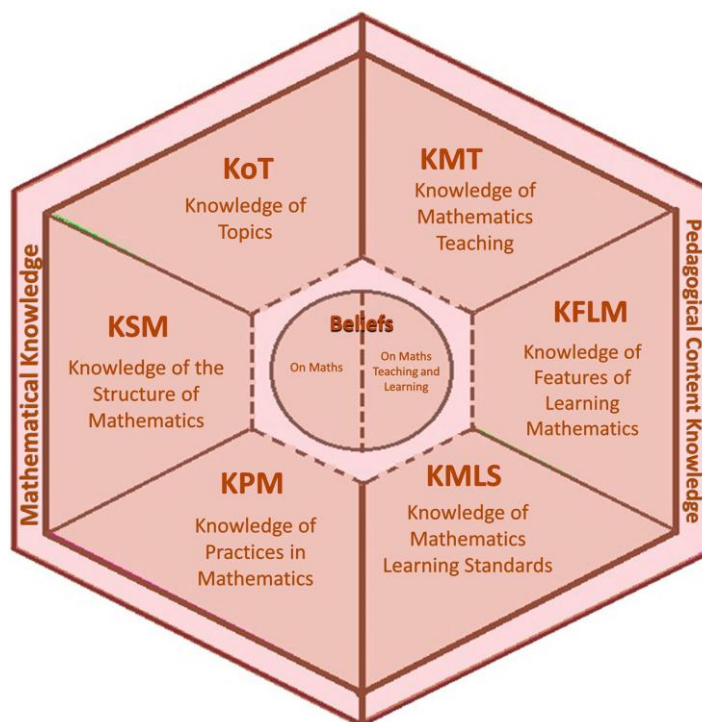 KoT
Knowledge of
Topics
KMT
Knowledge of
Mathematics
Teaching
Mathematical Knowledge
KSM
Knowledge of the
Structure of
Mathematics
Beliefs
On Maths
On Maths
Teaching and
Learning
KFLM
Knowledge of
Features of
Learning
Mathematics
Pedagogical Content Knowledge
KPM
Knowledge of
Practices in
Mathematics
KMLS
Knowledge of
Mathematics
Learning Standards